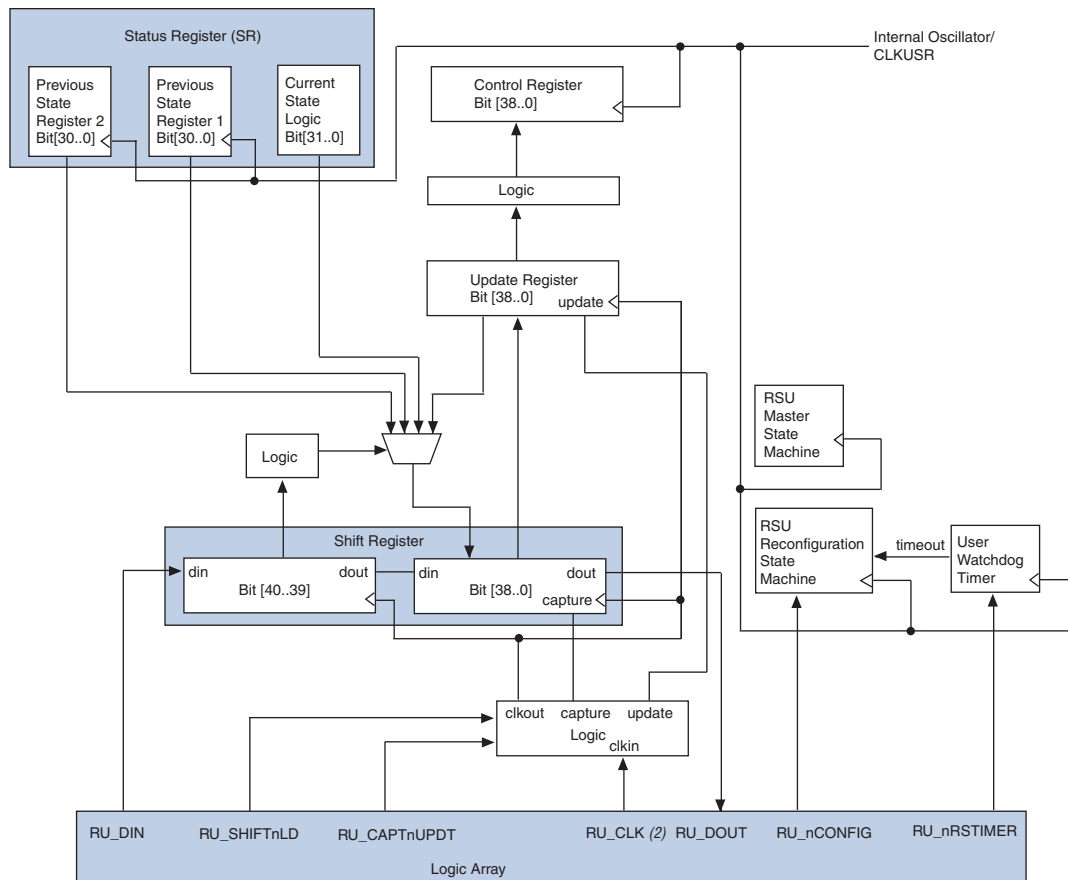 Status Register (SR)
Previous
State
Register 2
Bit[30..0]
Previous
State
Register 1
Bit[30..0]
Current
State
Logic
Bit[31..0]
Internal Oscillator/
CLKUSR
Control Register
Bit [38..0]
Logic
Update Register
Bit [38..0]
update
RSU
Master
State
Machine
Logic
Shift Register
din
dout
Bit [40..39]
din
dout
Bit [38..0]
capture
RSU
Reconfiguration
State
Machine
timeout
User
Watchdog
Timer
clkout capture update
Logic
clkin
RU_DIN
RU_SHIFTnLD
RU_CAPTnUPDT
RU_CLK (2)
RU_DOUT
RU_nCONFIG
RU_nRSTIMER
Logic Array